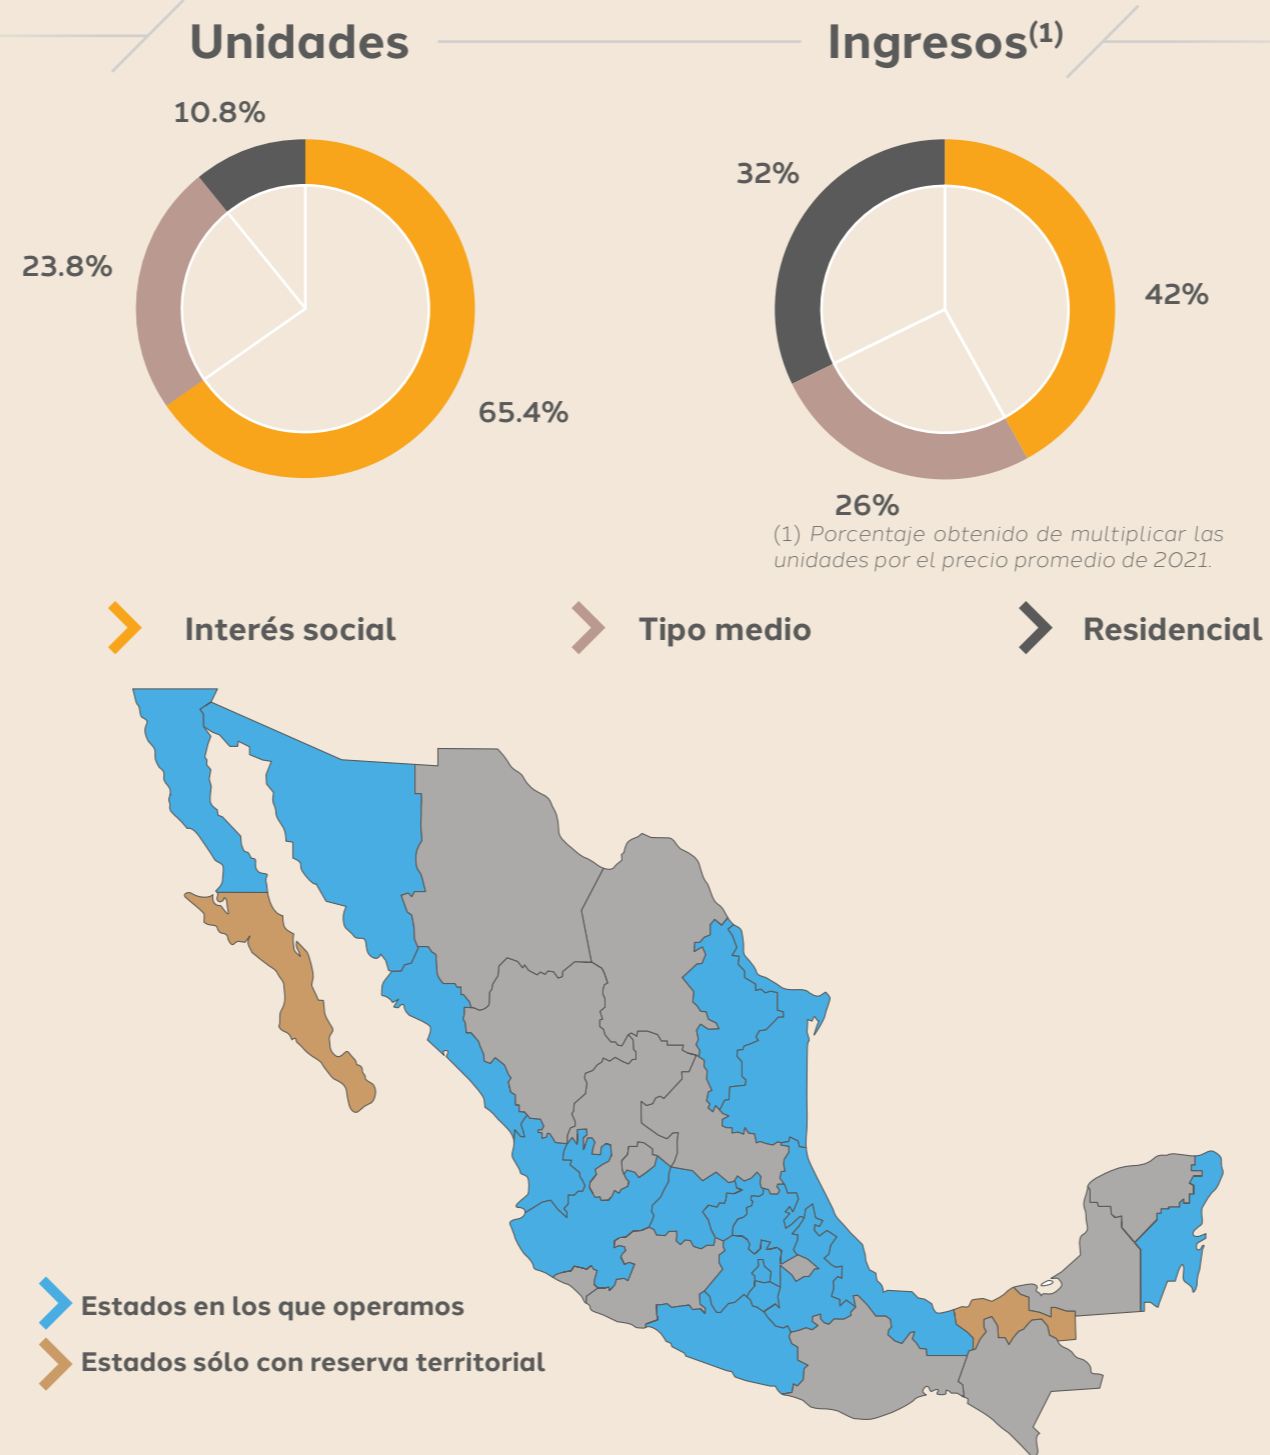 Unidades
10.8%
23.8%
65.4%
Ingresos(1)
32%
42%
26%
(1) Porcentaje obtenido de multiplicar las
unidades por el precio promedio de 2021.
Interés social
Tipo medio
Residencial
Estados en los que operamos
Estados sólo con reserva territorial